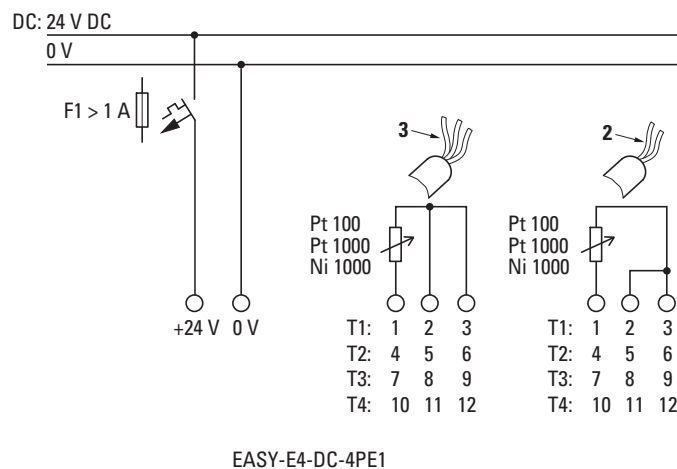 DC: 24 V DC
0 V
F1 > 1 A
3
2
Pt 100
Pt 1000
Ni 1000
Pt 100
Pt 1000
Ni 1000
+24 V 0 V
T1: 1 2 3
T2: 4 5 6
T3: 7 8 9
T4: 10 11 12
T1: 1 2 3
T2: 4 5 6
T3: 7 8 9
T4: 10 11 12
EASY-E4-DC-4PE1